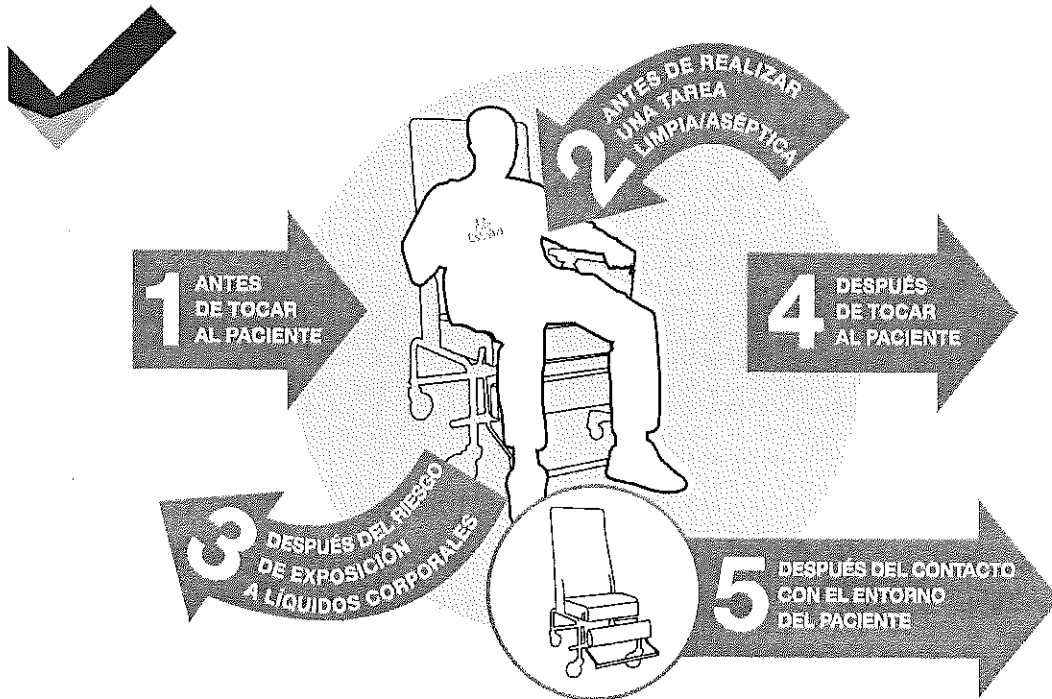 1
ANTES
DE TOCAR
AL PACIENTE
2
ANTES DE REALIZAR
UNA TAREA
LIMPIA/ASÉPTICA
3
DESPUÉS DEL RIESGO
DE EXPOSICIÓN
A LÍQUIDOS CORPORALES
4
DESPUÉS
DE TOCAR
AL PACIENTE
5
DESPUÉS DEL CONTACTO
CON EL ENTORNO
DEL PACIENTE